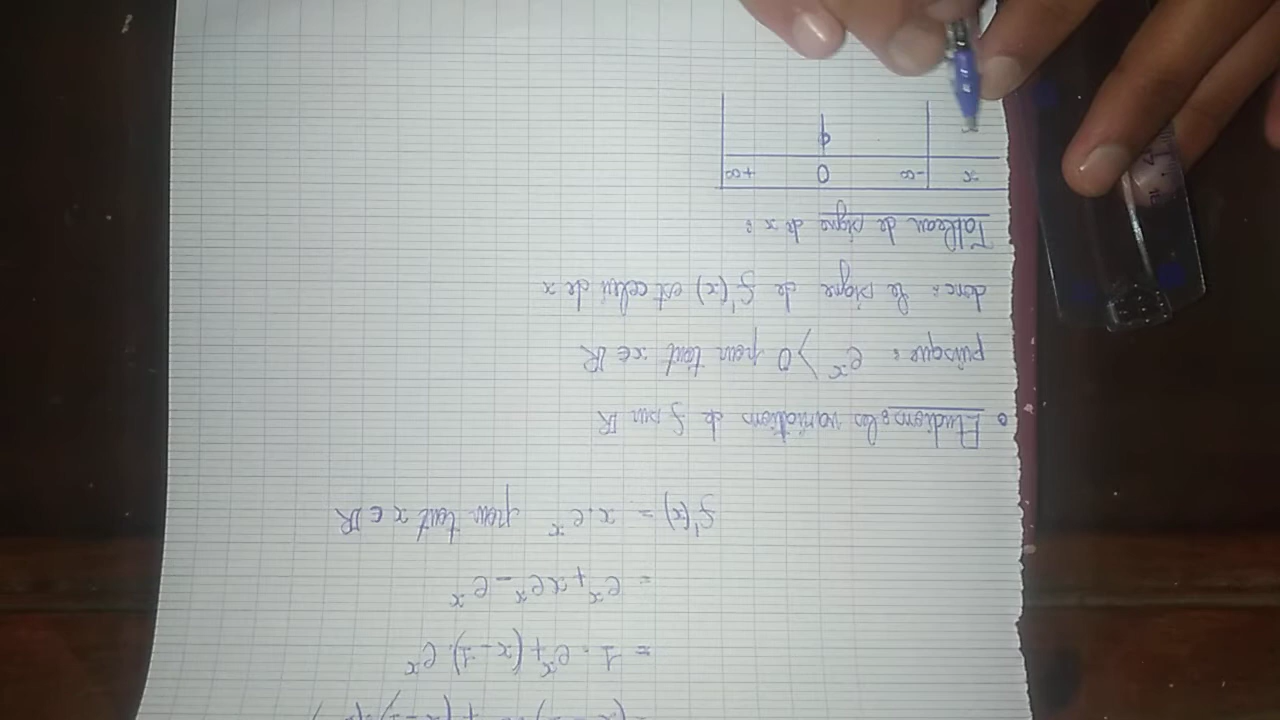 = 1 . eˣ + (x - 1) . eˣ
= eˣ + xeˣ - eˣ
f'(x) = x . eˣ pour tout x ∈ ℝ
• Etudions : les variations de f sur ℝ
puisque : eˣ > 0 pour tout x ∈ ℝ
donc : le signe de f'(x) est celui de x
Tableau de signe de x :
x -∞ 0 +∞
x